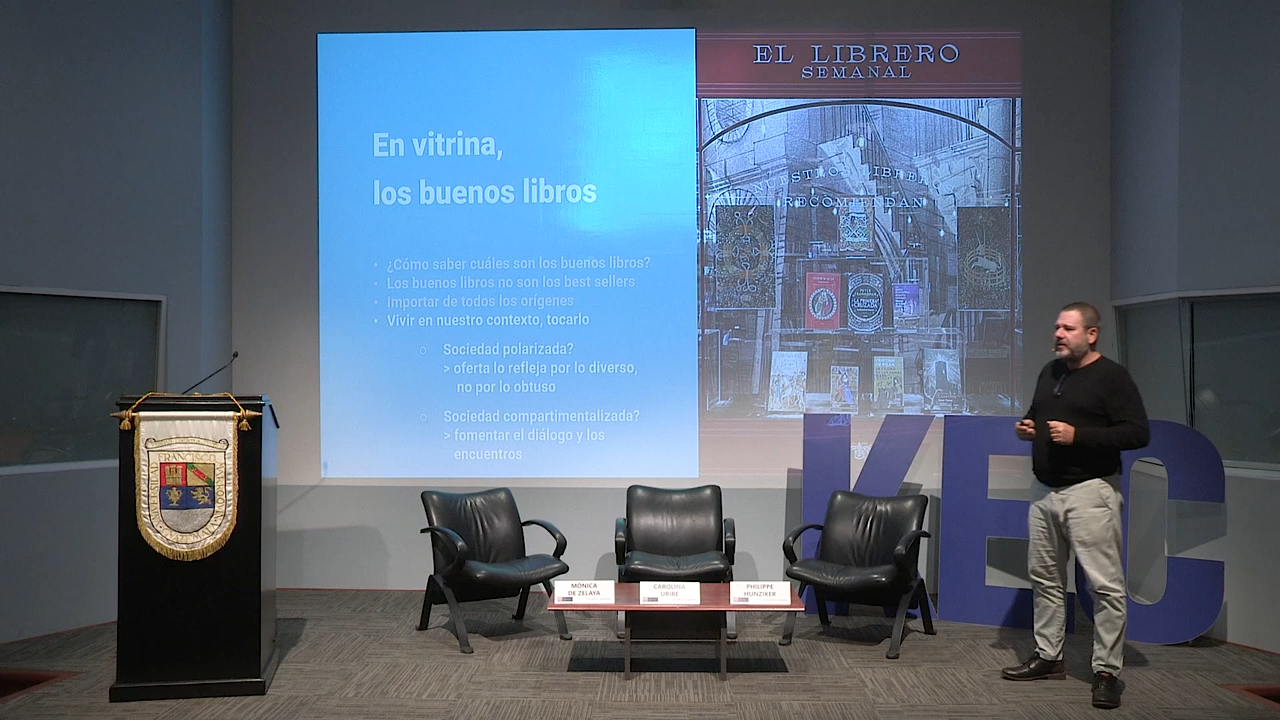 En vitrina,
los buenos libros
• ¿Cómo saber cuáles son los buenos libros?
• Los buenos libros no son los best sellers
• Importar de todos los orígenes
• Vivir en nuestro contexto, tocarlo
○ Sociedad polarizada?
> oferta lo refleja por lo diverso,
no por lo obtuso
○ Sociedad compartimentalizada?
> fomentar el diálogo y los
encuentros
EL LIBRERO
SEMANAL
RECOMIENDAN
FRANCISCO
MÓNICA
DE ZELAYA
CAROLINA
URIBE
PHILIPPE
HUNZIKER
KEC